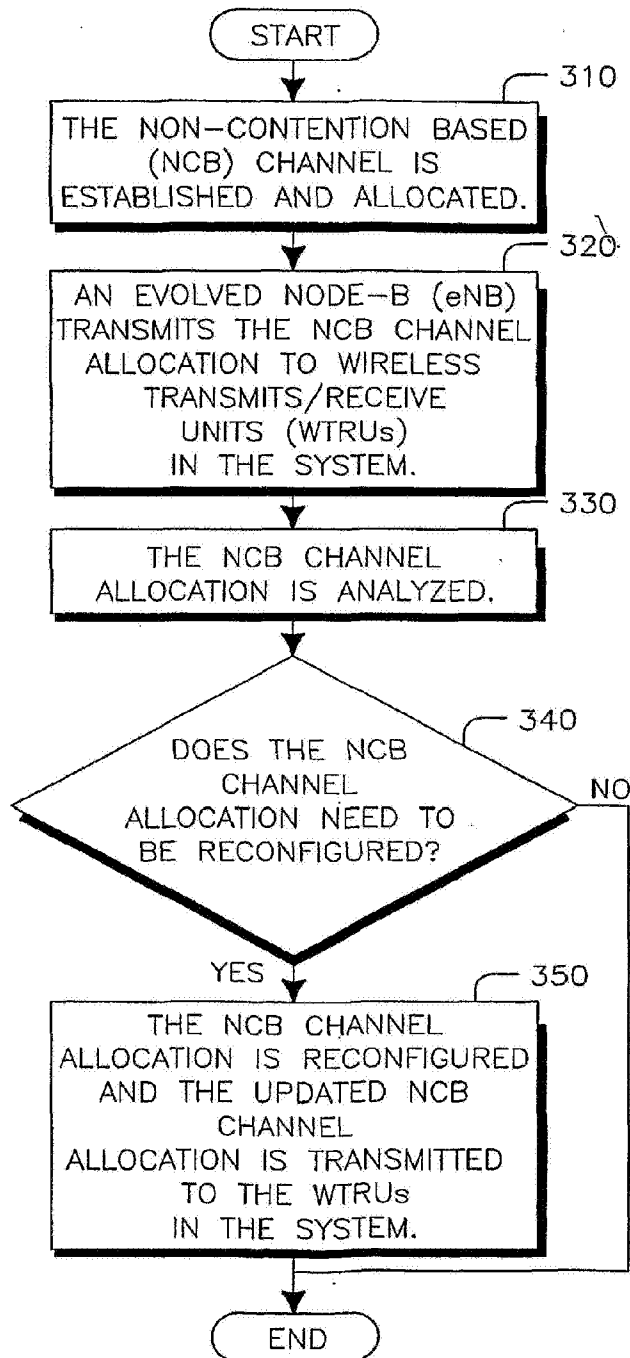 START
310
THE NON-CONTENTION BASED
(NCB) CHANNEL IS
ESTABLISHED AND ALLOCATED.
320
AN EVOLVED NODE-B (eNB)
TRANSMITS THE NCB CHANNEL
ALLOCATION TO WIRELESS
TRANSMITS/RECEIVE
UNITS (WTRUs)
IN THE SYSTEM.
330
THE NCB CHANNEL
ALLOCATION IS ANALYZED.
340
DOES THE NCB
CHANNEL
ALLOCATION NEED TO
BE RECONFIGURED?
NO
YES
350
THE NCB CHANNEL
ALLOCATION IS RECONFIGURED
AND THE UPDATED NCB
CHANNEL
ALLOCATION IS TRANSMITTED
TO THE WTRUs
IN THE SYSTEM.
END